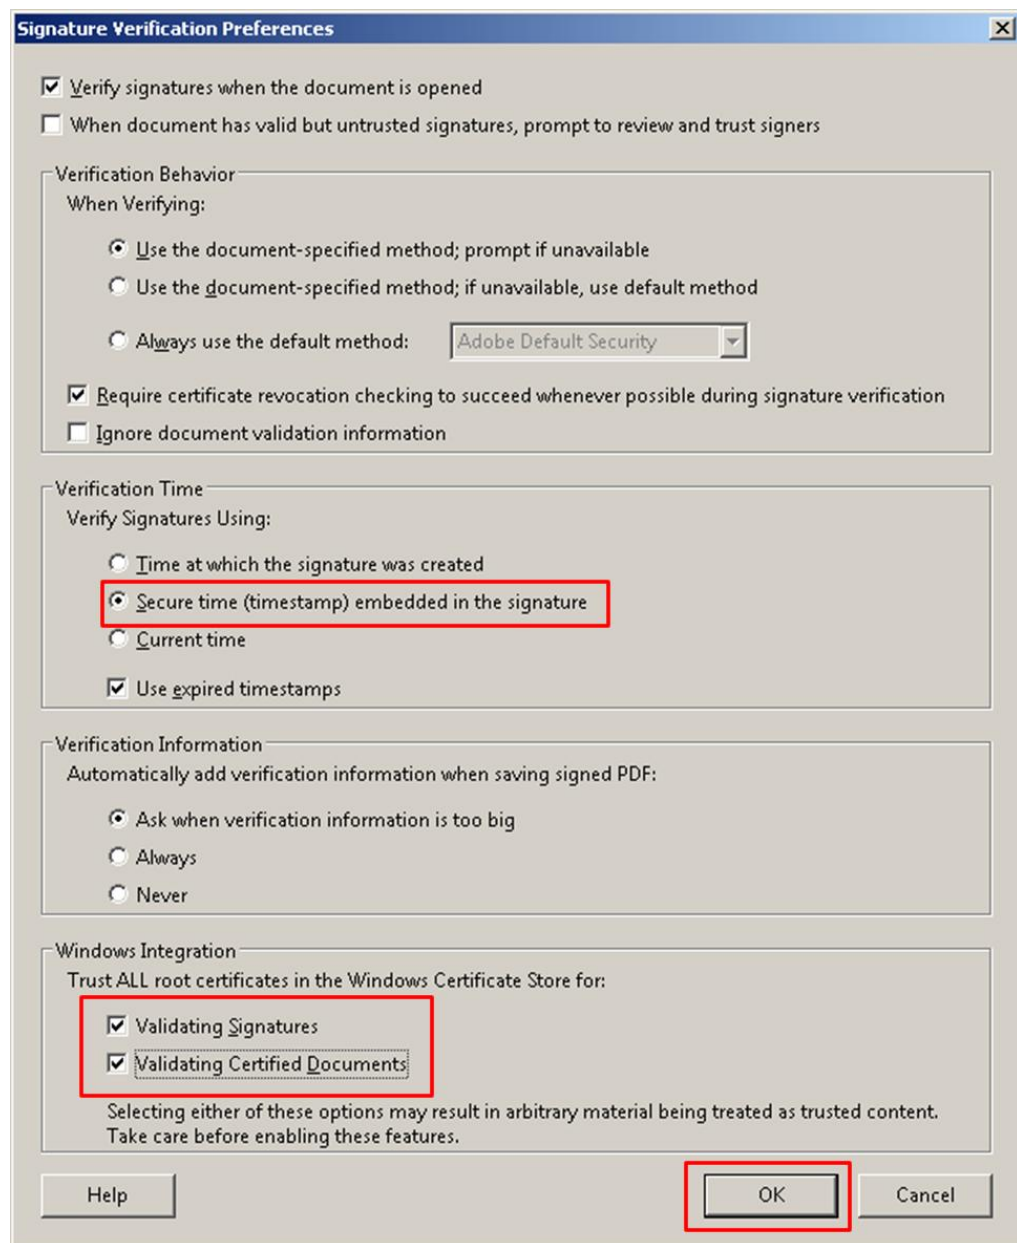 Signature Verification Preferences
Verify signatures when the document is opened
When document has valid but untrusted signatures, prompt to review and trust signers
Verification Behavior
When Verifying:
Use the document-specified method; prompt if unavailable
Use the document-specified method; if unavailable, use default method
Always use the default method: Adobe Default Security
Require certificate revocation checking to succeed whenever possible during signature verification
Ignore document validation information
Verification Time
Verify Signatures Using:
Time at which the signature was created
Secure time (timestamp) embedded in the signature
Current time
Use expired timestamps
Verification Information
Automatically add verification information when saving signed PDF:
Ask when verification information is too big
Always
Never
Windows Integration
Trust ALL root certificates in the Windows Certificate Store for:
Validating Signatures
Validating Certified Documents
Selecting either of these options may result in arbitrary material being treated as trusted content.
Take care before enabling these features.
Help OK Cancel